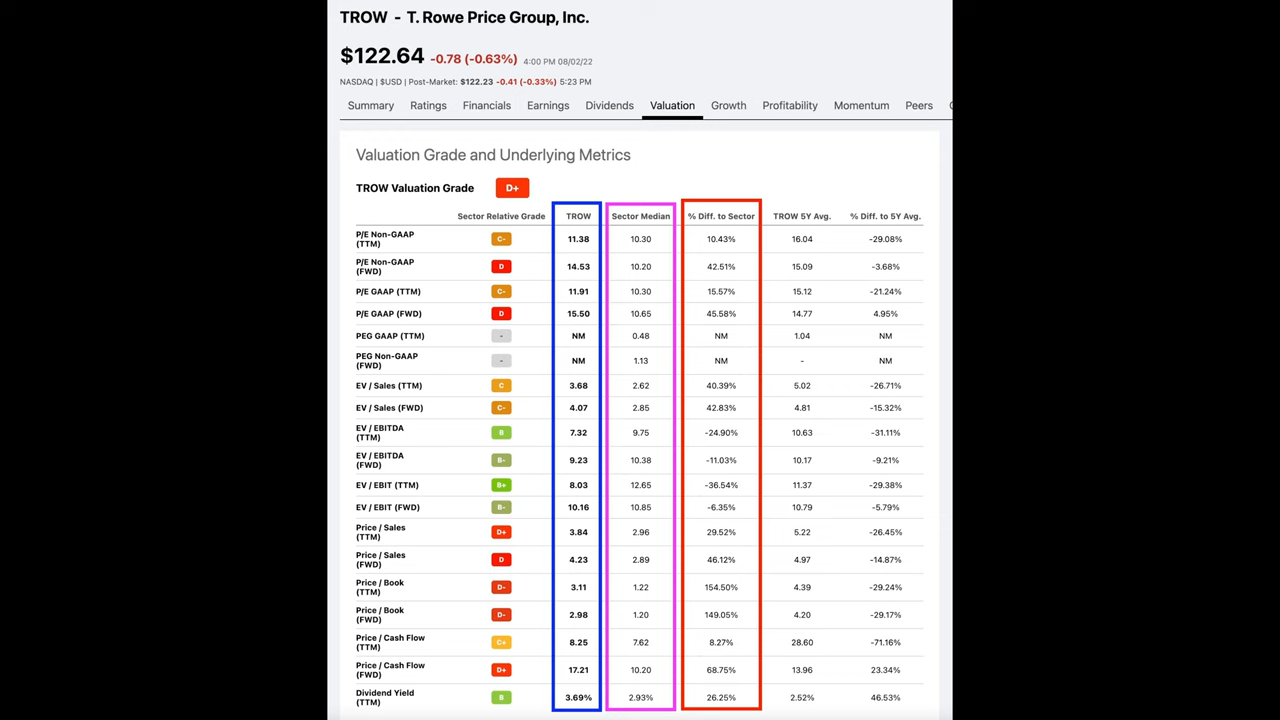 TROW - T. Rowe Price Group, Inc.
$122.64 -0.78 (-0.63%) 4:00 PM 08/02/22
NASDAQ | $USD | Post-Market: $122.23 -0.41 (-0.33%) 5:23 PM
Summary Ratings Financials Earnings Dividends Valuation Growth Profitability Momentum Peers
Valuation Grade and Underlying Metrics
TROW Valuation Grade D+
Sector Relative Grade TROW Sector Median % Diff. to Sector TROW 5Y Avg. % Diff. to 5Y Avg.
P/E Non-GAAP (TTM) C- 11.38 10.30 10.43% 16.04 -29.08%
P/E Non-GAAP (FWD) D 14.53 10.20 42.51% 15.09 -3.68%
P/E GAAP (TTM) C- 11.91 10.30 15.57% 15.12 -21.24%
P/E GAAP (FWD) D 15.50 10.65 45.58% 14.77 4.95%
PEG GAAP (TTM) - NM 0.48 NM 1.04 NM
PEG Non-GAAP (FWD) - NM 1.13 NM - NM
EV / Sales (TTM) C 3.68 2.62 40.39% 5.02 -26.71%
EV / Sales (FWD) C- 4.07 2.85 42.83% 4.81 -15.32%
EV / EBITDA (TTM) B 7.32 9.75 -24.90% 10.63 -31.11%
EV / EBITDA (FWD) B- 9.23 10.38 -11.03% 10.17 -9.21%
EV / EBIT (TTM) B+ 8.03 12.65 -36.54% 11.37 -29.38%
EV / EBIT (FWD) B- 10.16 10.85 -6.35% 10.79 -5.79%
Price / Sales (TTM) D+ 3.84 2.96 29.52% 5.22 -26.45%
Price / Sales (FWD) D 4.23 2.89 46.12% 4.97 -14.87%
Price / Book (TTM) D- 3.11 1.22 154.50% 4.39 -29.24%
Price / Book (FWD) D- 2.98 1.20 149.05% 4.20 -29.17%
Price / Cash Flow (TTM) C+ 8.25 7.62 8.27% 28.60 -71.16%
Price / Cash Flow (FWD) D+ 17.21 10.20 68.75% 13.96 23.34%
Dividend Yield (TTM) B 3.69% 2.93% 26.25% 2.52% 46.53%